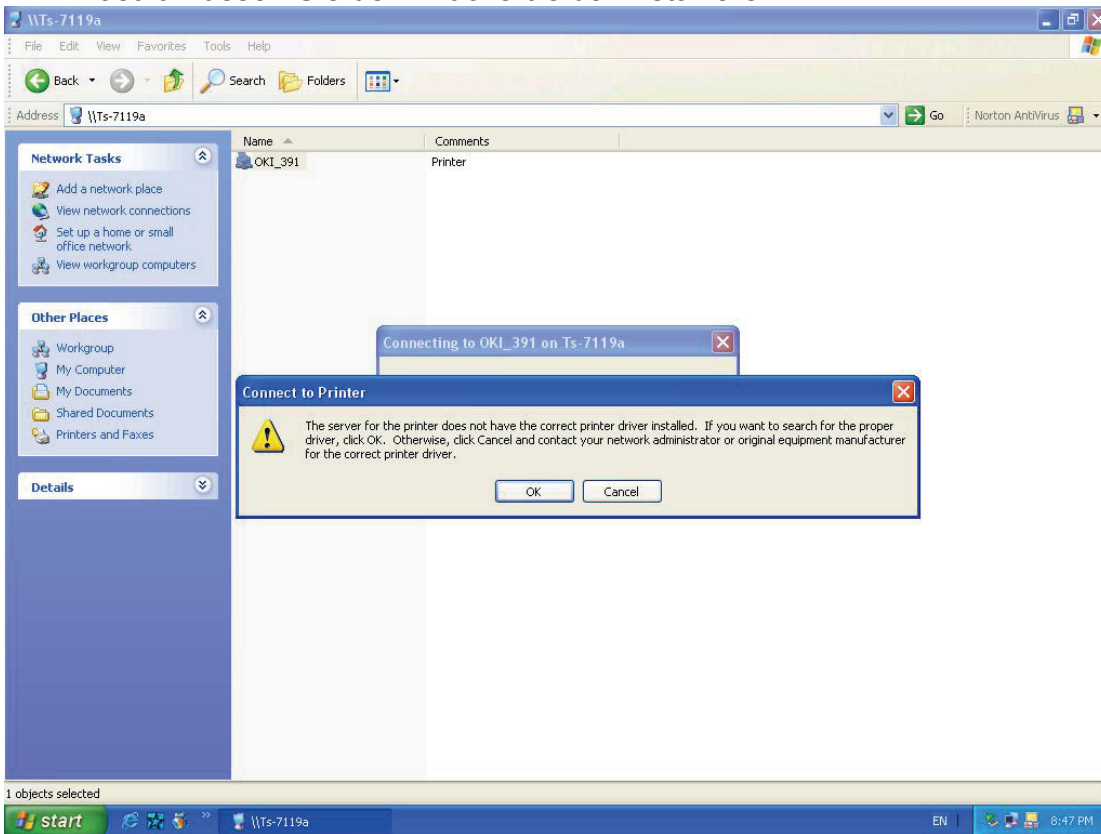 \\Ts-7119a
File Edit View Favorites Tools Help
Back Search Folders
Address \\Ts-7119a Go Norton AntiVirus
Name Comments
Network Tasks
Add a network place
View network connections
Set up a home or small
office network
View workgroup computers
OKI_391 Printer
Other Places
Workgroup
My Computer
My Documents
Shared Documents
Printers and Faxes
Details
Connecting to OKI_391 on Ts-7119a
Connect to Printer
The server for the printer does not have the correct printer driver installed. If you want to search for the proper
driver, click OK. Otherwise, click Cancel and contact your network administrator or original equipment manufacturer
for the correct printer driver.
OK Cancel
1 objects selected
start \\Ts-7119a EN 8:47 PM